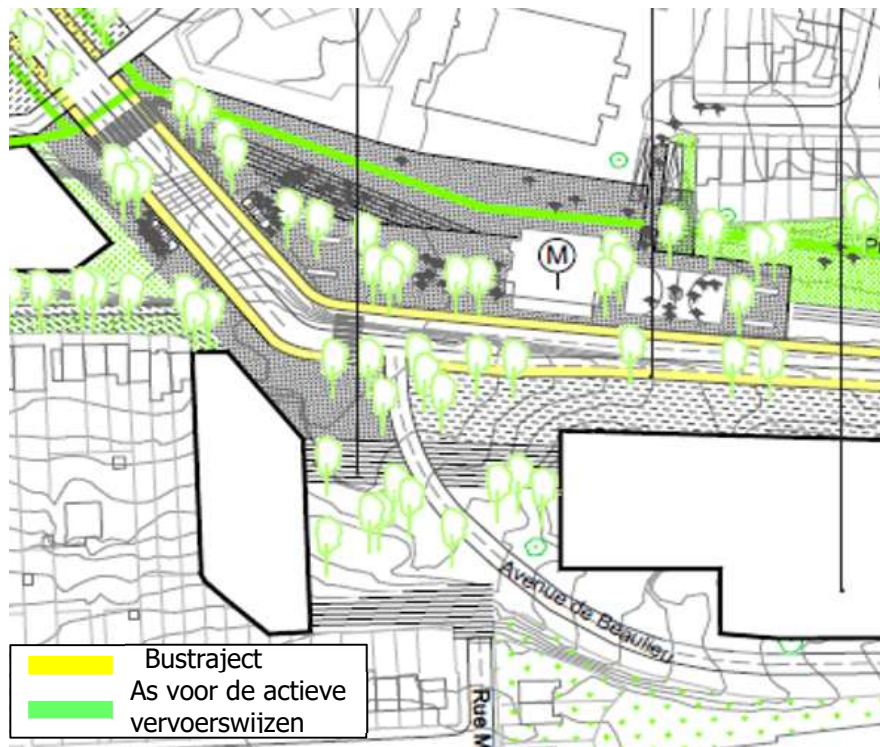 M
Avenue de Beaulieu
Bustraject
As voor de actieve
vervoerswijzen
Rue M